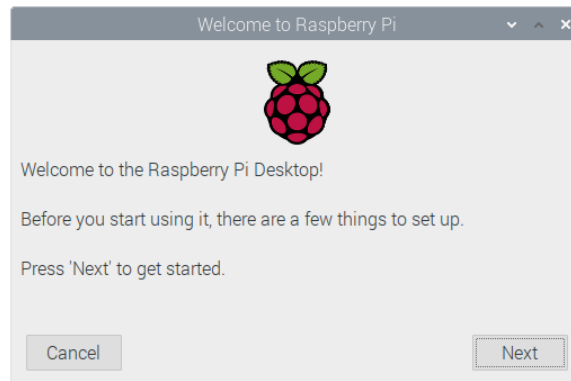 Welcome to Raspberry Pi
Welcome to the Raspberry Pi Desktop!
Before you start using it, there are a few things to set up.
Press 'Next' to get started.
Cancel
Next